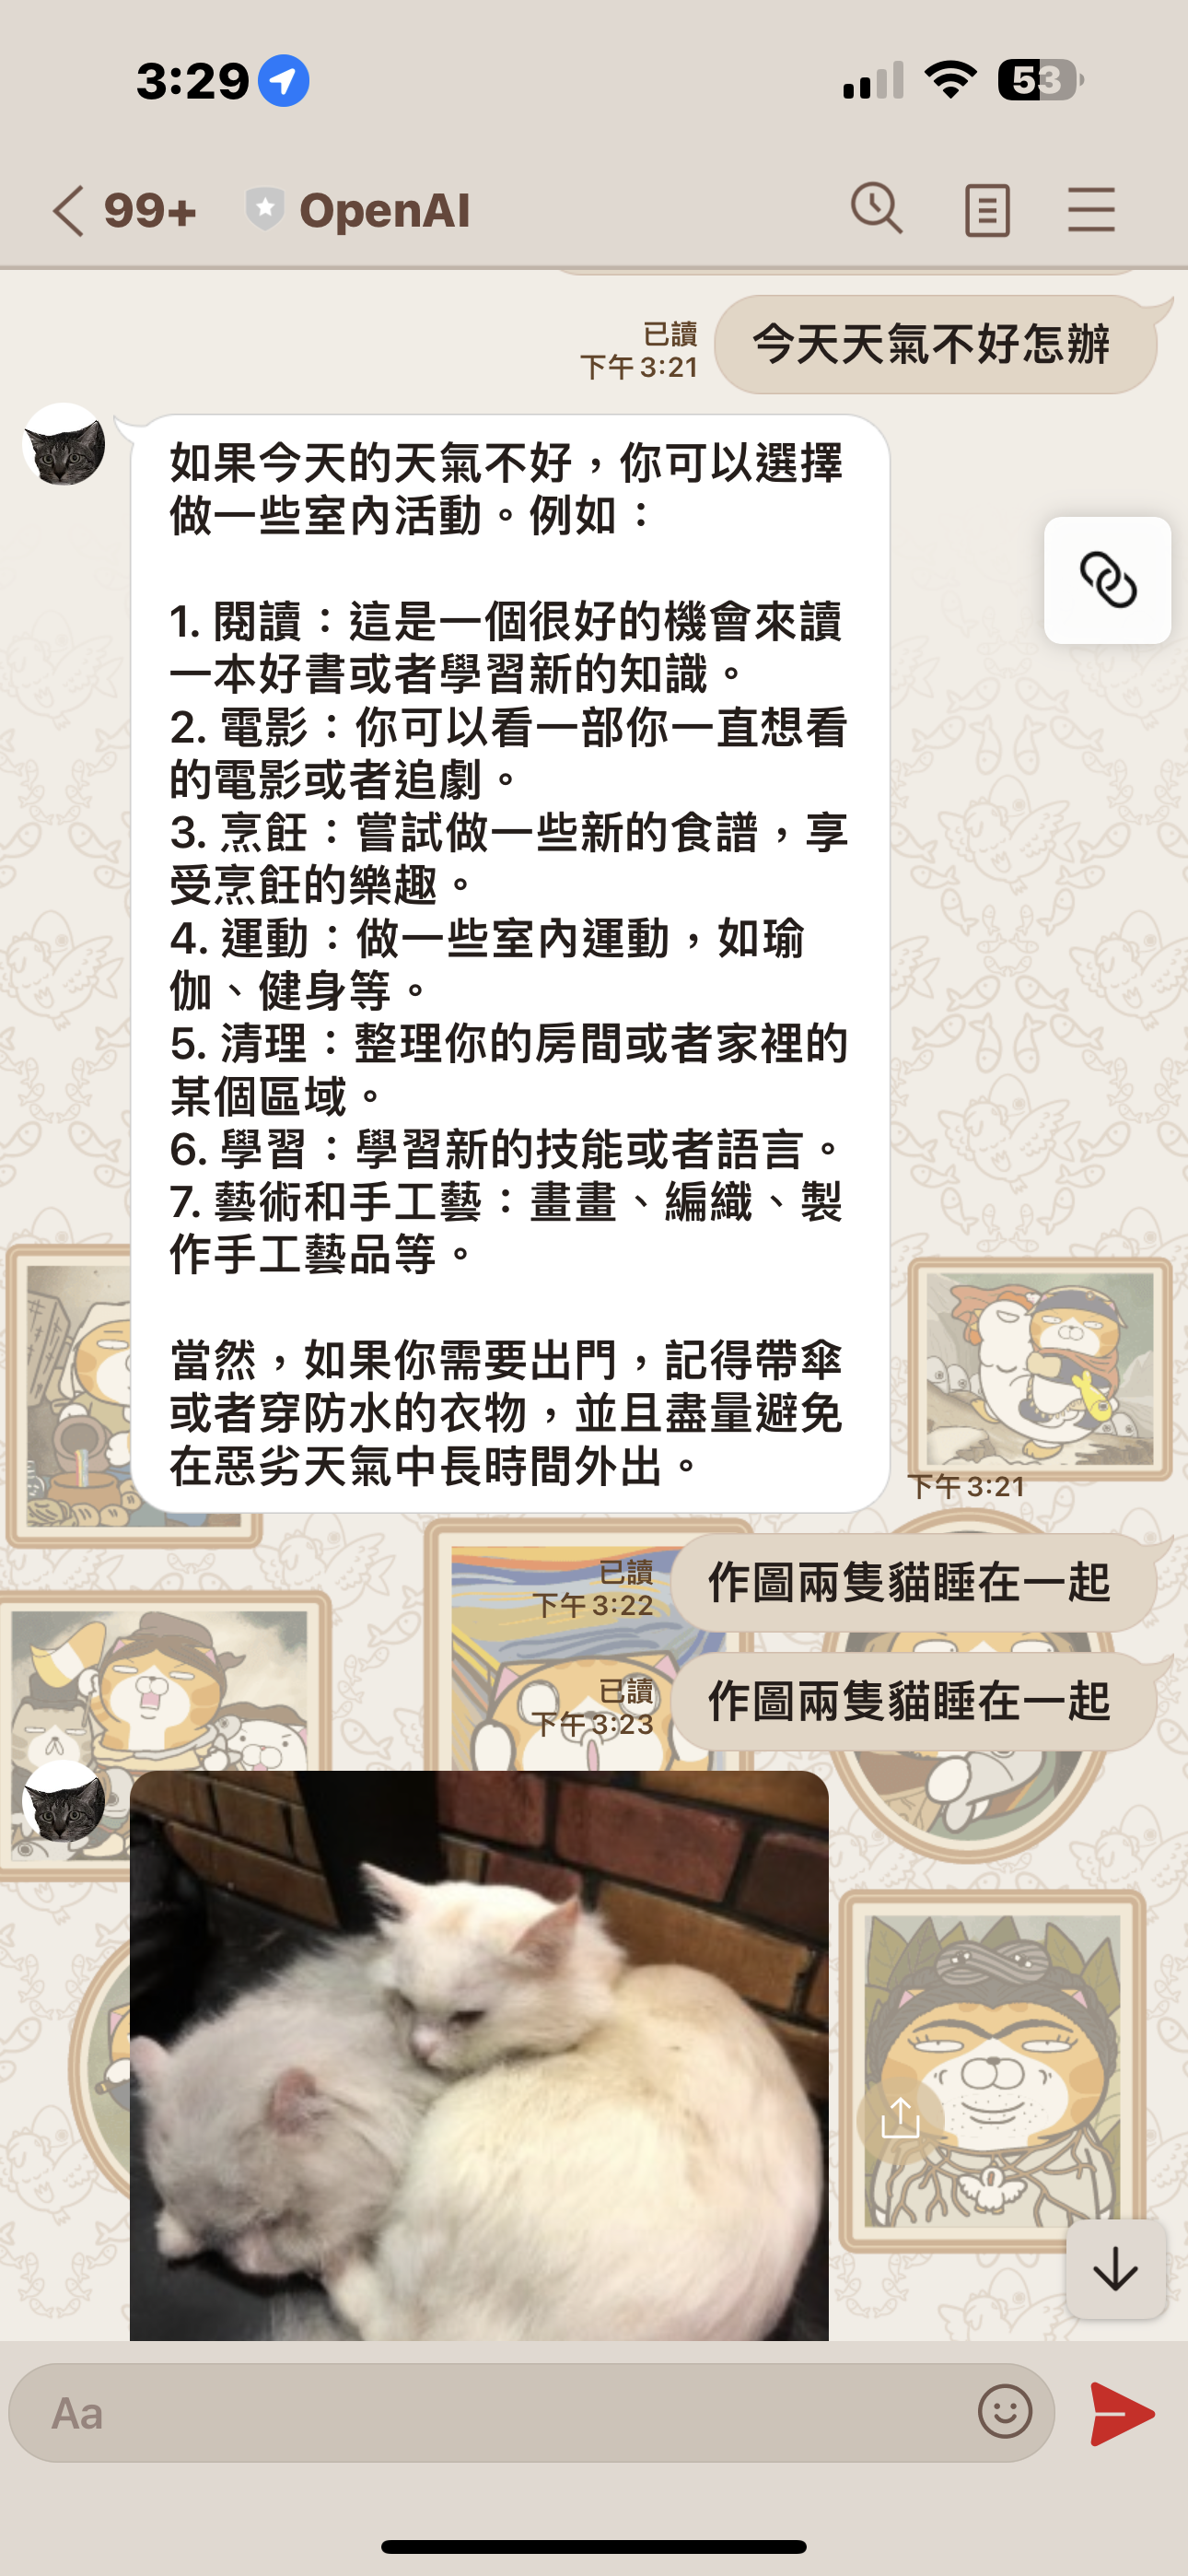 3:29
53
99+
OpenAI
今天天氣不好怎辦
已讀
下午 3:21
如果今天的天氣不好，你可以選擇
做一些室內活動。例如：
1. 閱讀：這是一個很好的機會來讀
一本好書或者學習新的知識。
2. 電影：你可以看一部你一直想看
的電影或者追劇。
3. 烹飪：嘗試做一些新的食譜，享
受烹飪的樂趣。
4. 運動：做一些室內運動，如瑜
伽、健身等。
5. 清理：整理你的房間或者家裡的
某個區域。
6. 學習：學習新的技能或者語言。
7. 藝術和手工藝：畫畫、編織、製
作手工藝品等。
當然，如果你需要出門，記得帶傘
或者穿防水的衣物，並且盡量避免
在惡劣天氣中長時間外出。
下午 3:21
已讀
下午 3:22
作圖兩隻貓睡在一起
已讀
下午 3:23
作圖兩隻貓睡在一起
Aa